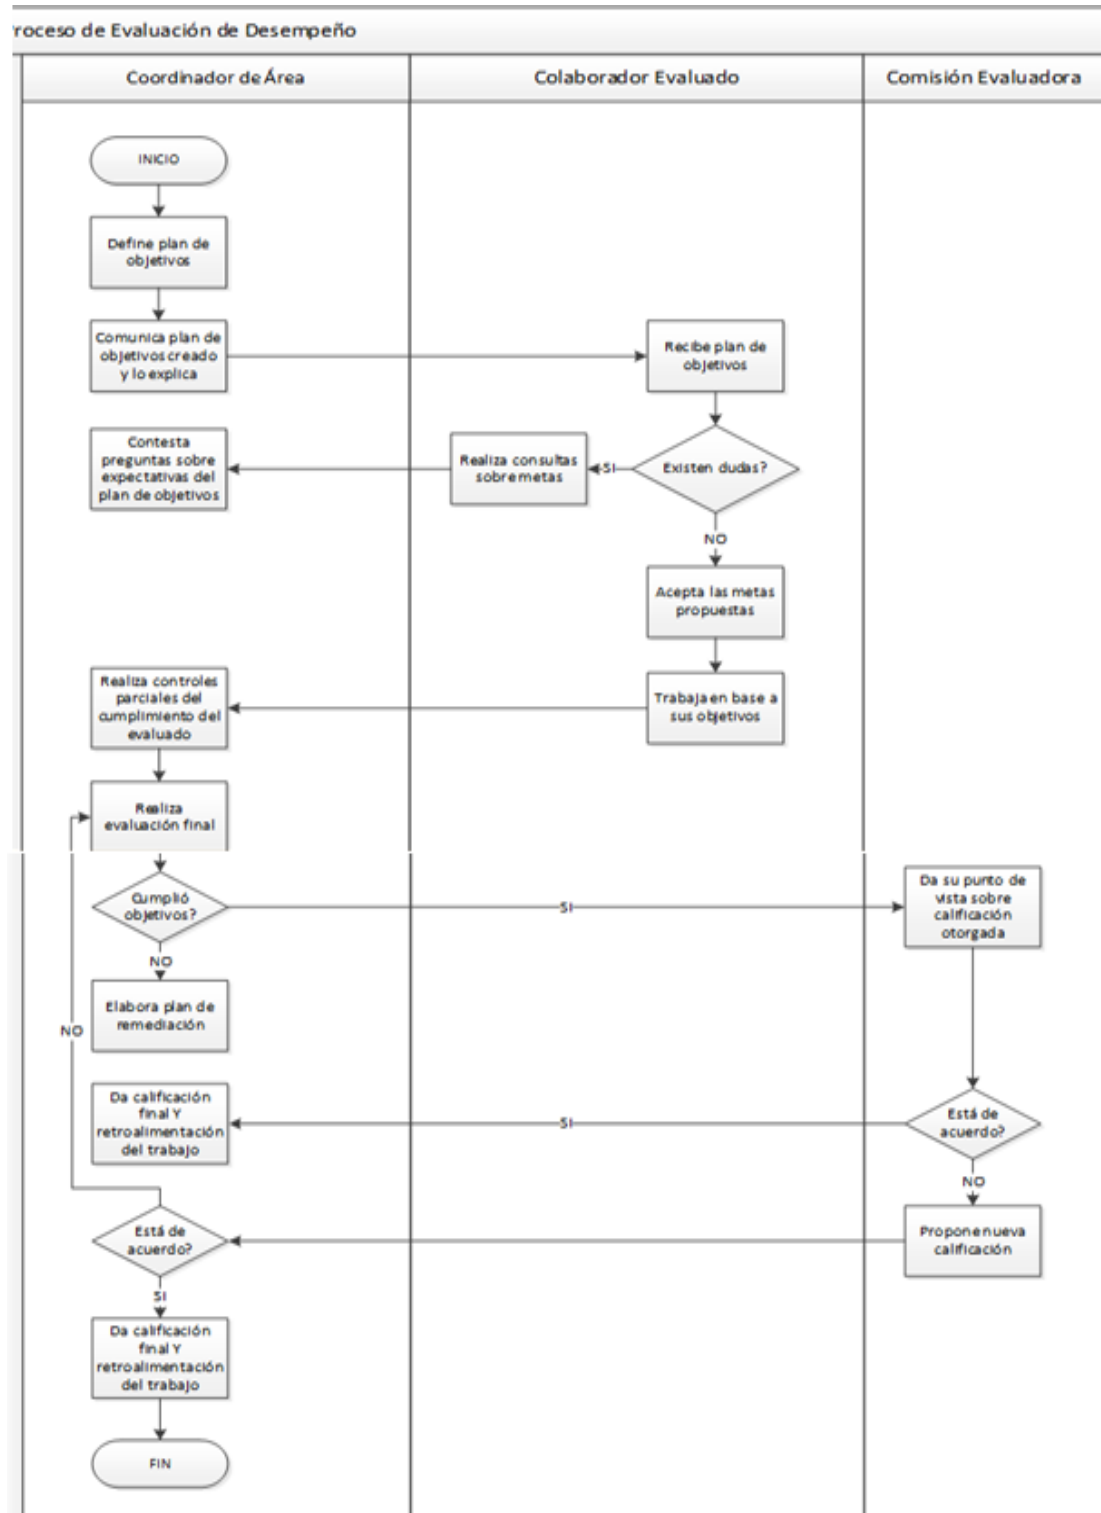 roceso de Evaluación de Desempeño
Coordinador de Área
Colaborador Evaluado
Comisión Evaluadora
INICIO
Define plan de
objetivos
Comunica plan de
objetivos creado
y lo explica
Recibe plan de
objetivos
Contesta
preguntas sobre
expectativas del
plan de objetivos
Realiza consultas
sobre metas
SI
Existen dudas?
NO
Acepta las metas
propuestas
Realiza controles
parciales del
cumplimiento del
evaluado
Trabaja en base a
sus objetivos
Realiza
evaluación final
Cumplió
objetivos?
SI
Da su punto de
vista sobre
calificación
otorgada
NO
Elabora plan de
remediación
NO
Da calificación
final Y
retroalimentación
del trabajo
SI
Está de
acuerdo?
NO
Está de
acuerdo?
Propone nueva
calificación
SI
Da calificación
final Y
retroalimentación
del trabajo
FIN